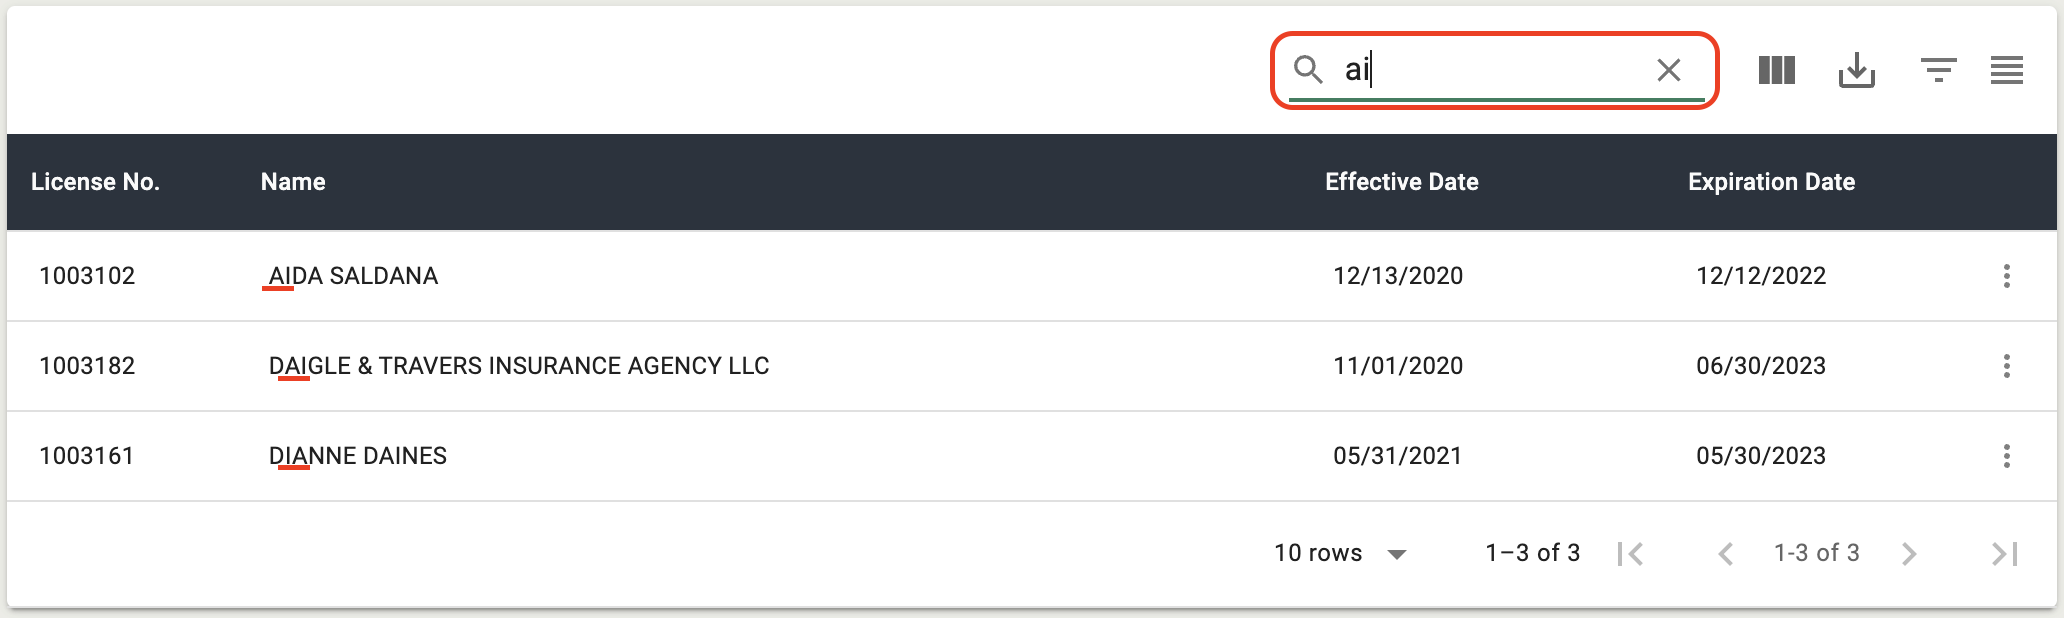 ai
License No. Name Effective Date Expiration Date
1003102 AIDA SALDANA 12/13/2020 12/12/2022
1003182 DAIGLE & TRAVERS INSURANCE AGENCY LLC 11/01/2020 06/30/2023
1003161 DIANNE DAINES 05/31/2021 05/30/2023
10 rows 1–3 of 3 1-3 of 3